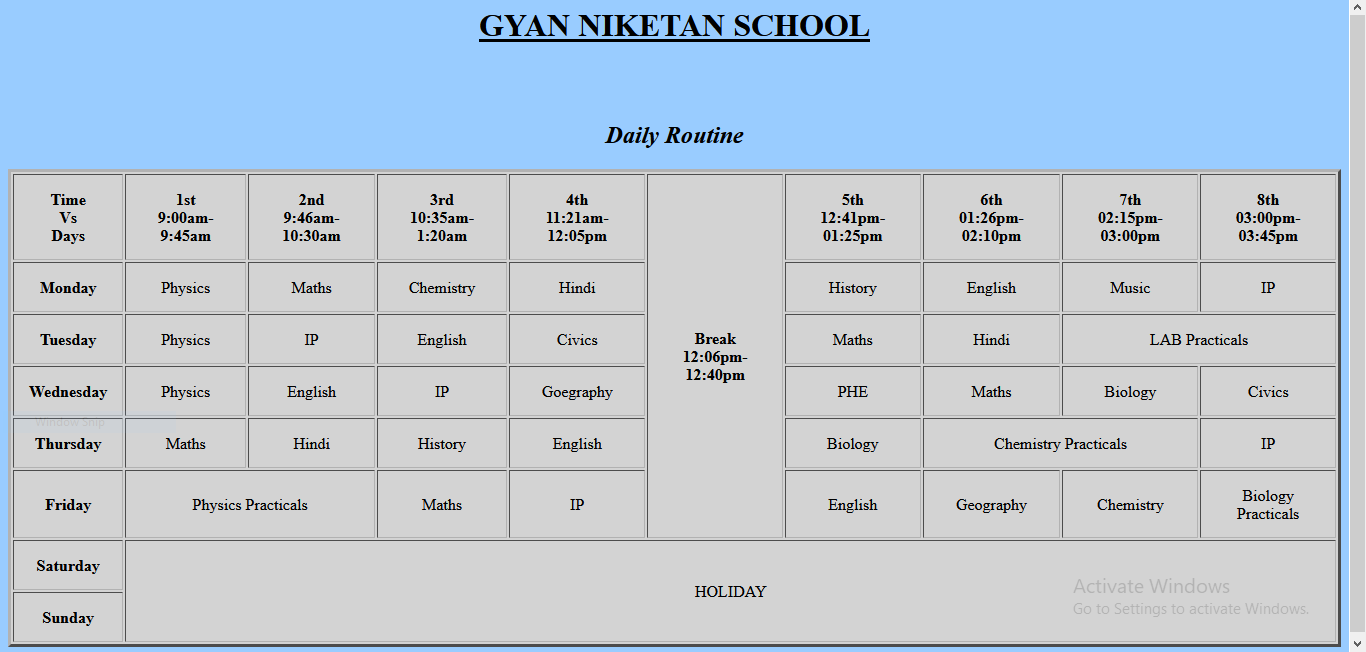 GYAN NIKETAN SCHOOL
Daily Routine
Time
Vs
Days
1st
9:00am-
9:45am
2nd
9:46am-
10:30am
3rd
10:35am-
1:20am
4th
11:21am-
12:05pm
Break
12:06pm-
12:40pm
5th
12:41pm-
01:25pm
6th
01:26pm-
02:10pm
7th
02:15pm-
03:00pm
8th
03:00pm-
03:45pm
Monday
Physics
Maths
Chemistry
Hindi
History
English
Music
IP
Tuesday
Physics
IP
English
Civics
Maths
Hindi
LAB Practicals
Wednesday
Physics
English
IP
Goegraphy
PHE
Maths
Biology
Civics
Window Snip
Thursday
Maths
Hindi
History
English
Biology
Chemistry Practicals
IP
Friday
Physics Practicals
Maths
IP
English
Geography
Chemistry
Biology
Practicals
Saturday
HOLIDAY
Sunday
Activate Windows
Go to Settings to activate Windows.